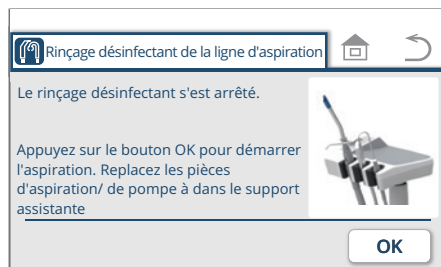 Rinçage désinfectant de la ligne d'aspiration
Le rinçage désinfectant s'est arrêté.
Appuyez sur le bouton OK pour démarrer
l'aspiration. Replacez les pièces
d'aspiration/ de pompe à dans le support
assistante
OK